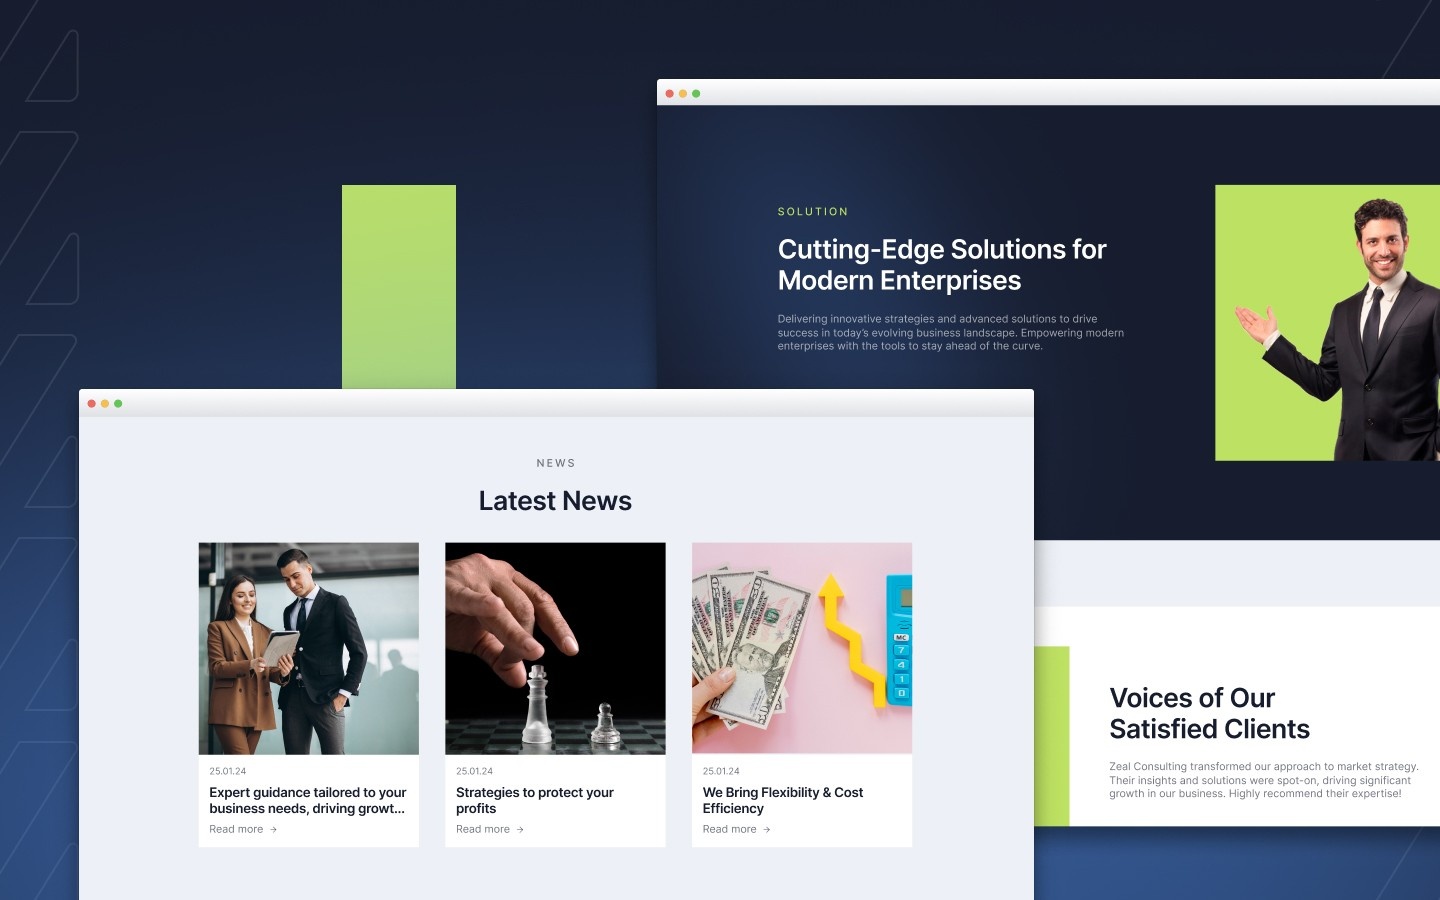 SOLUTION
Cutting-Edge Solutions for
Modern Enterprises
Delivering innovative strategies and advanced solutions to drive
success in today’s evolving business landscape. Empowering modern
enterprises with the tools to stay ahead of the curve.
NEWS
Latest News
MC
7
4
1
0
25.01.24
Expert guidance tailored to your
business needs, driving growt...
Read more →
25.01.24
Strategies to protect your
profits
Read more →
25.01.24
We Bring Flexibility & Cost
Efficiency
Read more →
Voices of Our
Satisfied Clients
Zeal Consulting transformed our approach to market strategy.
Their insights and solutions were spot-on, driving significant
growth in our business. Highly recommend their expertise!